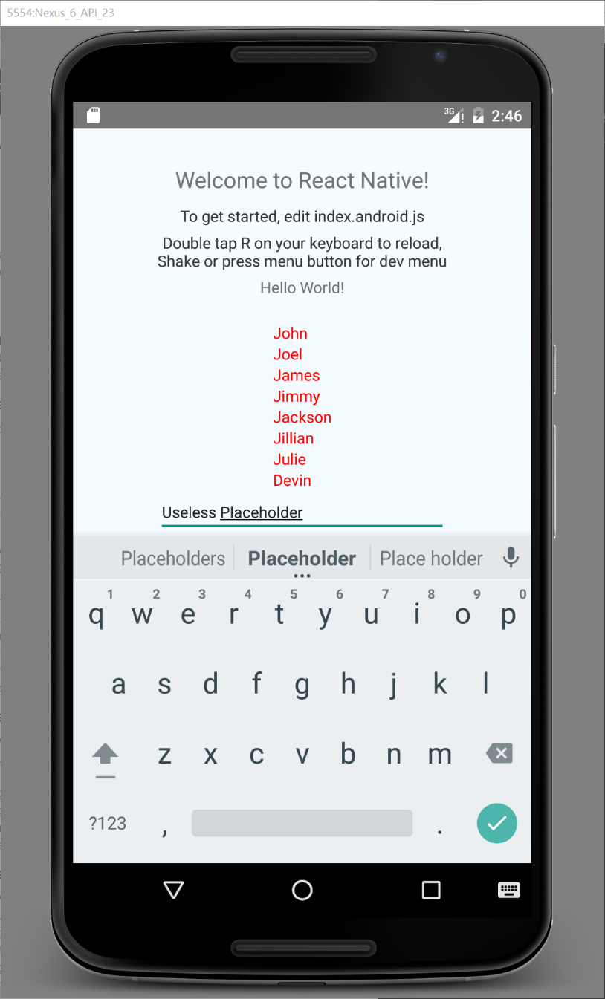 5554:Nexus_6_API_23
3G 2:46
Welcome to React Native!
To get started, edit index.android.js
Double tap R on your keyboard to reload,
Shake or press menu button for dev menu
Hello World!
John
Joel
James
Jimmy
Jackson
Jillian
Julie
Devin
Useless Placeholder
Placeholders Placeholder Place holder
1 2 3 4 5 6 7 8 9 0
q w e r t y u i o p
a s d f g h j k l
z x c v b n m
?123 , .